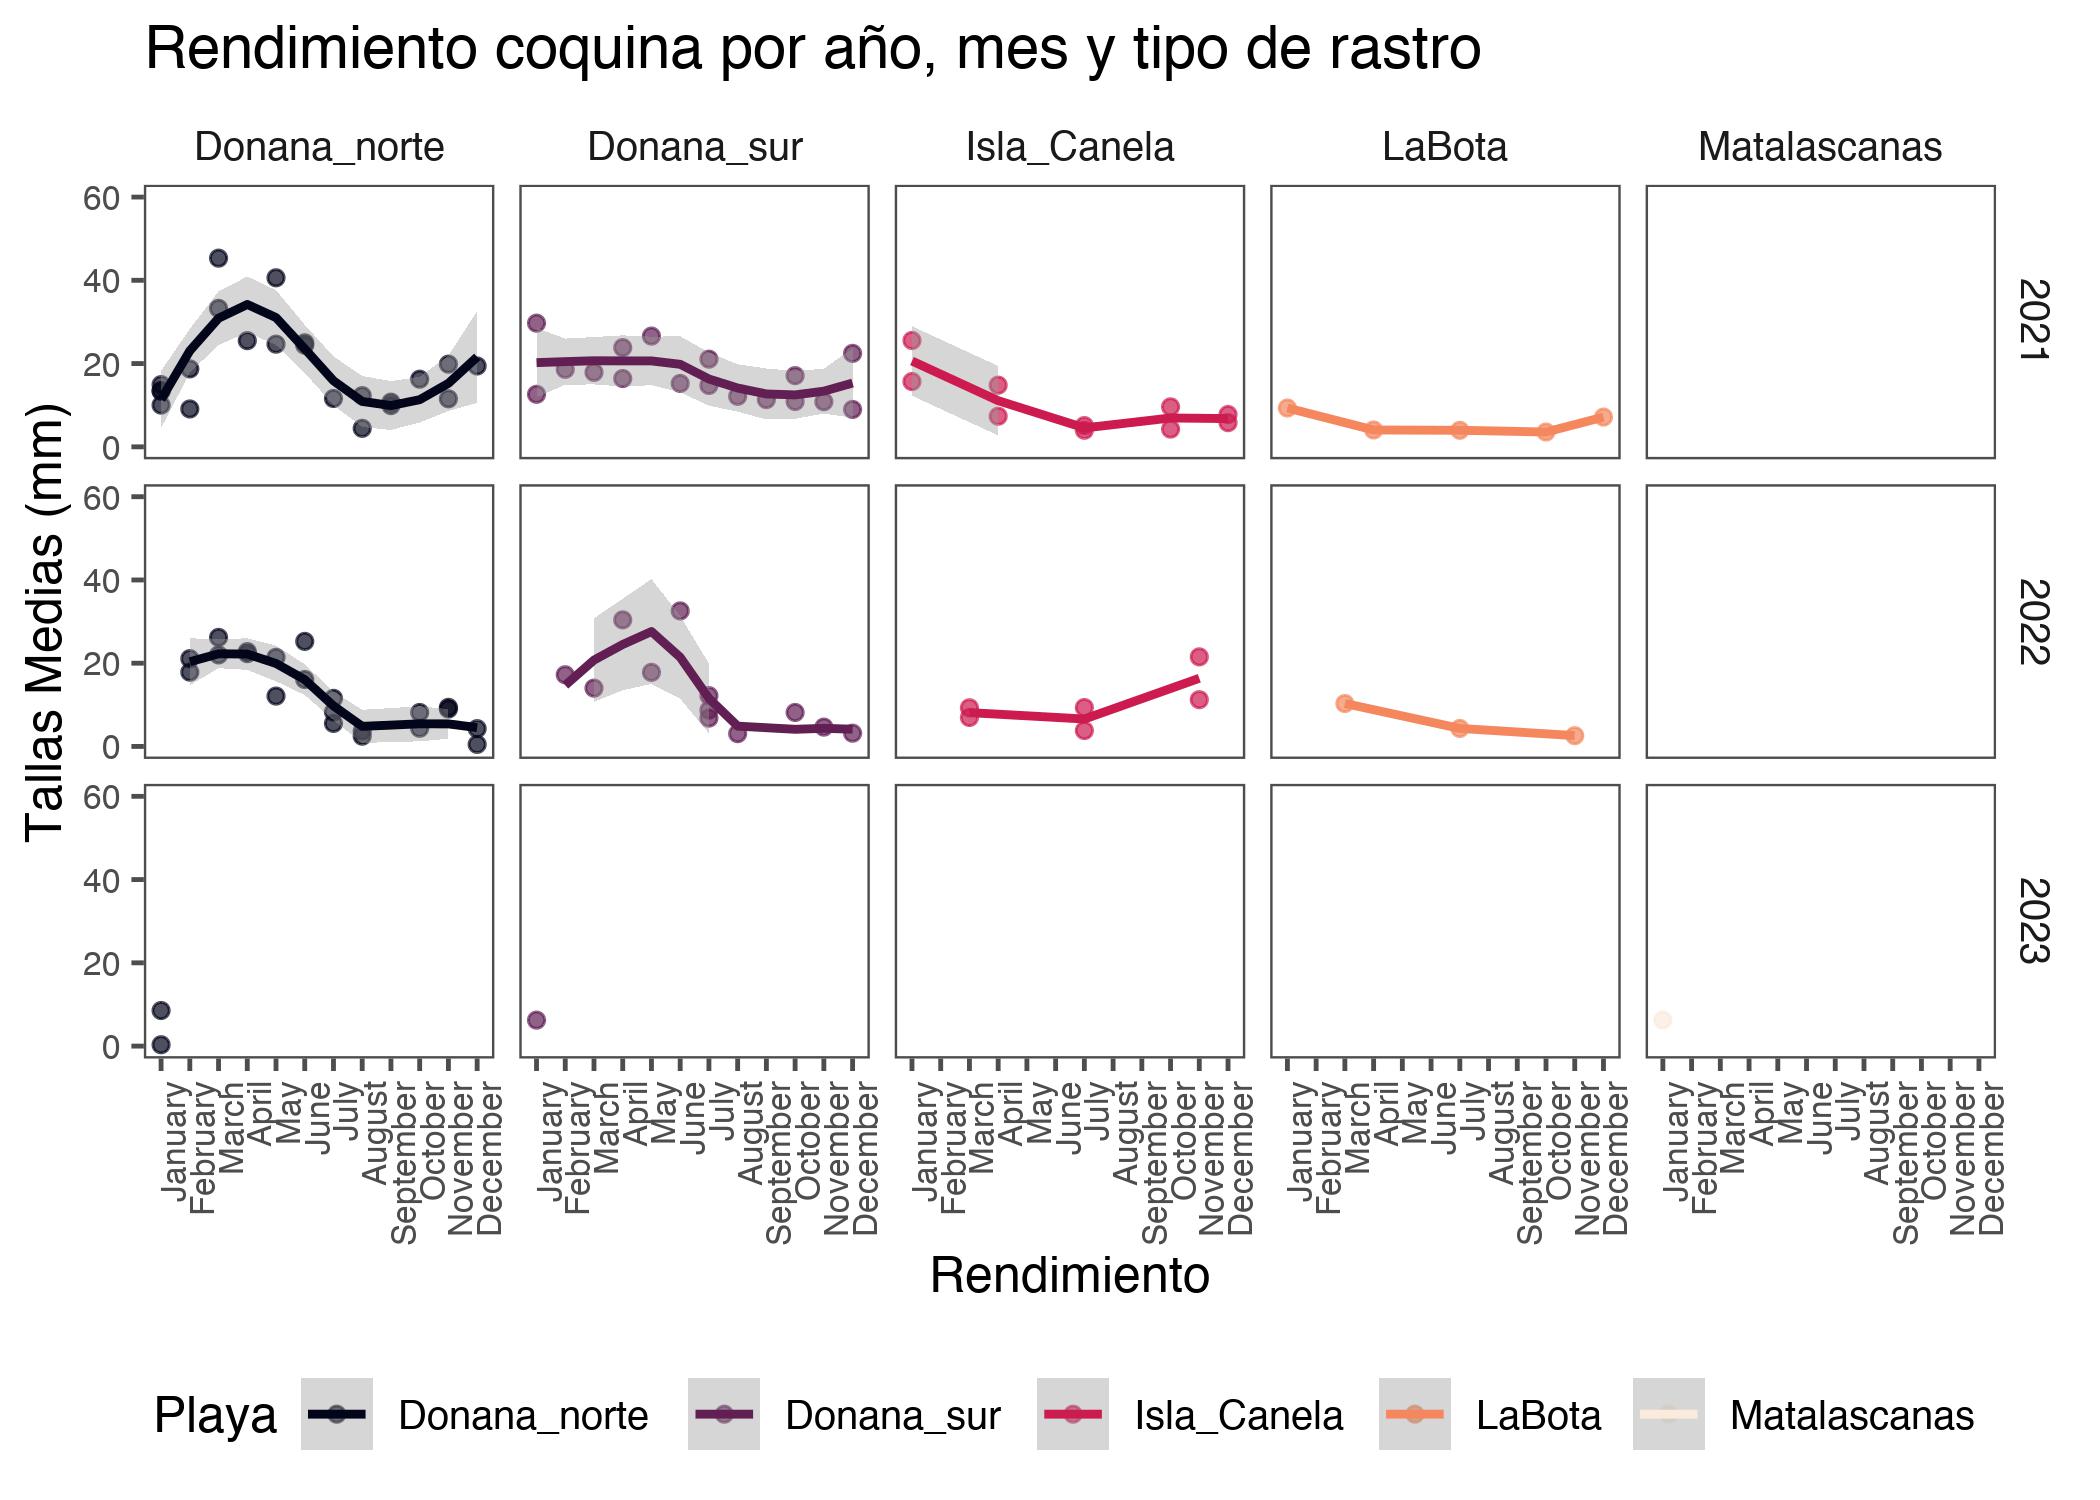 Rendimiento coquina por año, mes y tipo de rastro
Donana_norte Donana_sur Isla_Canela LaBota Matalascanas
60
40
20
0
2021
60
40
20
0
2022
60
40
20
0
2023
Tallas Medias (mm)
January February March April May June July August September October November December
January February March April May June July August September October November December
January February March April May June July August September October November December
January February March April May June July August September October November December
January February March April May June July August September October November December
Rendimiento
Playa Donana_norte Donana_sur Isla_Canela LaBota Matalascanas